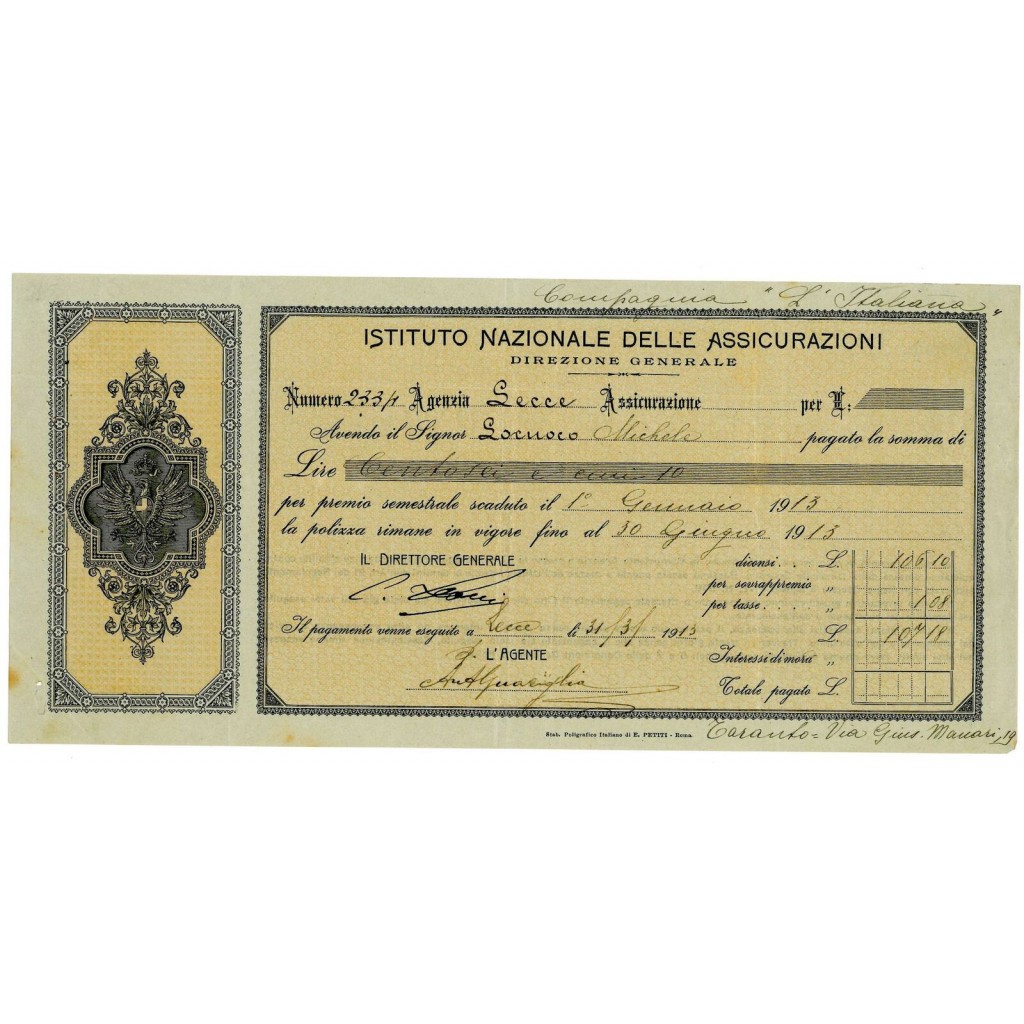 Compagnia "L'Italiana"
ISTITUTO NAZIONALE DELLE ASSICURAZIONI
DIREZIONE GENERALE
Numero 233/1 Agenzia Lecce Assicurazione per L:
Avendo il Signor Michele pagato la somma di
Lire Centosei e cmi 10
per premio semestrale scaduto il 1º Gennaio 1913
la polizza rimane in vigore fino al 30 Giugno 1913
IL DIRETTORE GENERALE
diconsi . . L. 106 10
per sovrappremio „
per tasse . . . . „ 1 08
Il pagamento venne eseguito a Lecce li 31/3/1913
L. 107 18
L'AGENTE
Interessi di mora „
Guariglia
Totale pagato L.
Stab. Poligrafico Italiano di E. PETITI - Roma.
Taranto = Via Gius. 19